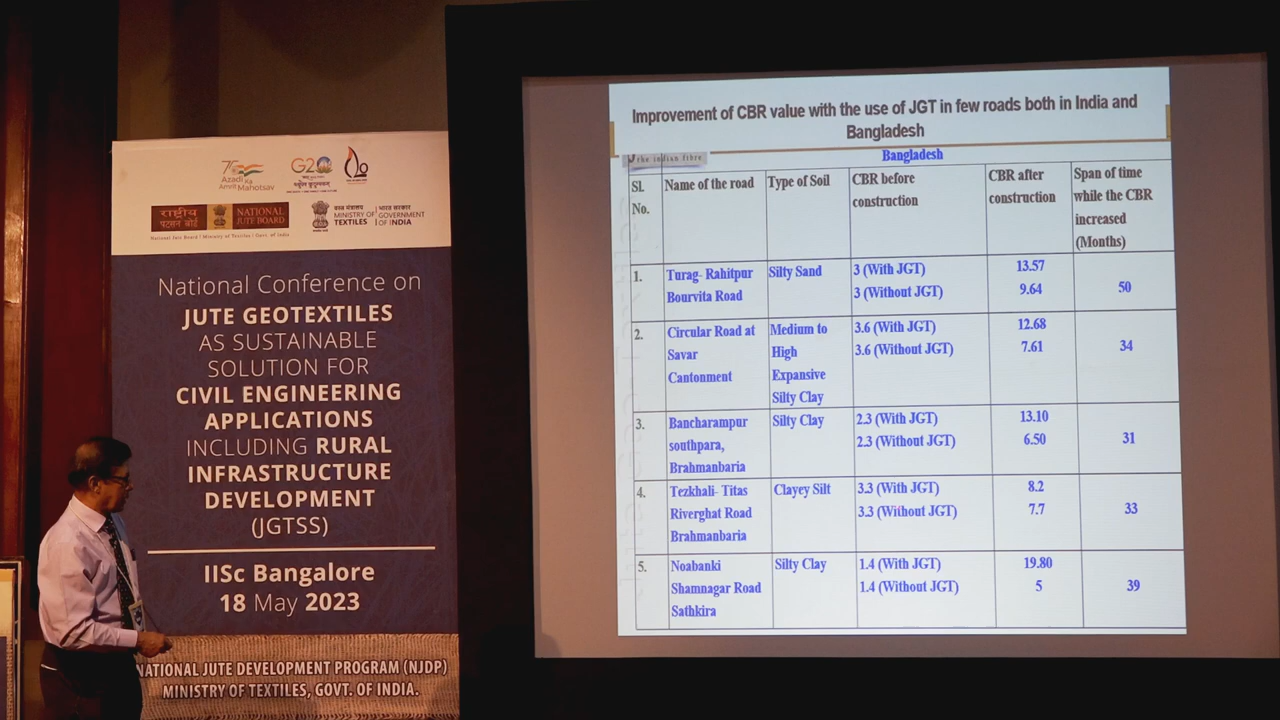 75
Azadi Ka
Amrit Mahotsav
G20
राष्ट्रीय
पटसन बोर्ड
NATIONAL
JUTE BOARD
वस्त्र मंत्रालय
MINISTRY OF
TEXTILES
भारत सरकार
GOVERNMENT
OF INDIA
National Jute Board | Ministry of Textiles | Govt. of India
National Conference on
JUTE GEOTEXTILES
AS SUSTAINABLE
SOLUTION FOR
CIVIL ENGINEERING
APPLICATIONS
INCLUDING RURAL
INFRASTRUCTURE
DEVELOPMENT
(JGTSS)
IISc Bangalore
18 May 2023
NATIONAL JUTE DEVELOPMENT PROGRAM (NJDP)
MINISTRY OF TEXTILES, GOVT. OF INDIA.
Improvement of CBR value with the use of JGT in few roads both in India and
Bangladesh
the indian fibre
Bangladesh
Sl. No. Name of the road Type of Soil CBR before construction CBR after construction Span of time while the CBR increased (Months)
1. Turag- Rahitpur Bourvita Road Silty Sand 3 (With JGT) 3 (Without JGT) 13.57 9.64 50
2. Circular Road at Savar Cantonment Medium to High Expansive Silty Clay 3.6 (With JGT) 3.6 (Without JGT) 12.68 7.61 34
3. Bancharampur southpara, Brahmanbaria Silty Clay 2.3 (With JGT) 2.3 (Without JGT) 13.10 6.50 31
4. Tezkhali- Titas Riverghat Road Brahmanbaria Clayey Silt 3.3 (With JGT) 3.3 (Without JGT) 8.2 7.7 33
5. Noabanki Shamnagar Road Sathkira Silty Clay 1.4 (With JGT) 1.4 (Without JGT) 19.80 5 39